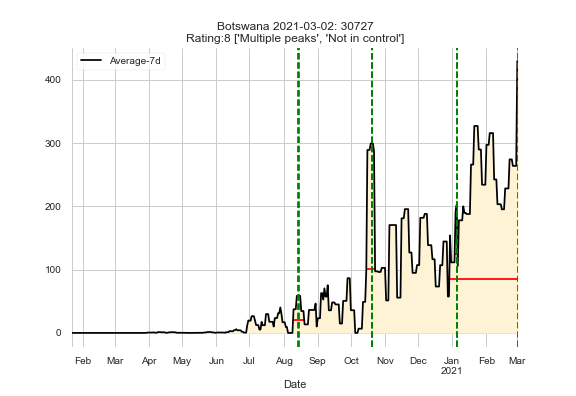 Botswana 2021-03-02: 30727
Rating:8 ['Multiple peaks', 'Not in control']
Average-7d
400
300
200
100
0
Feb Mar Apr May Jun Jul Aug Sep Oct Nov Dec Jan Feb Mar
2021
Date